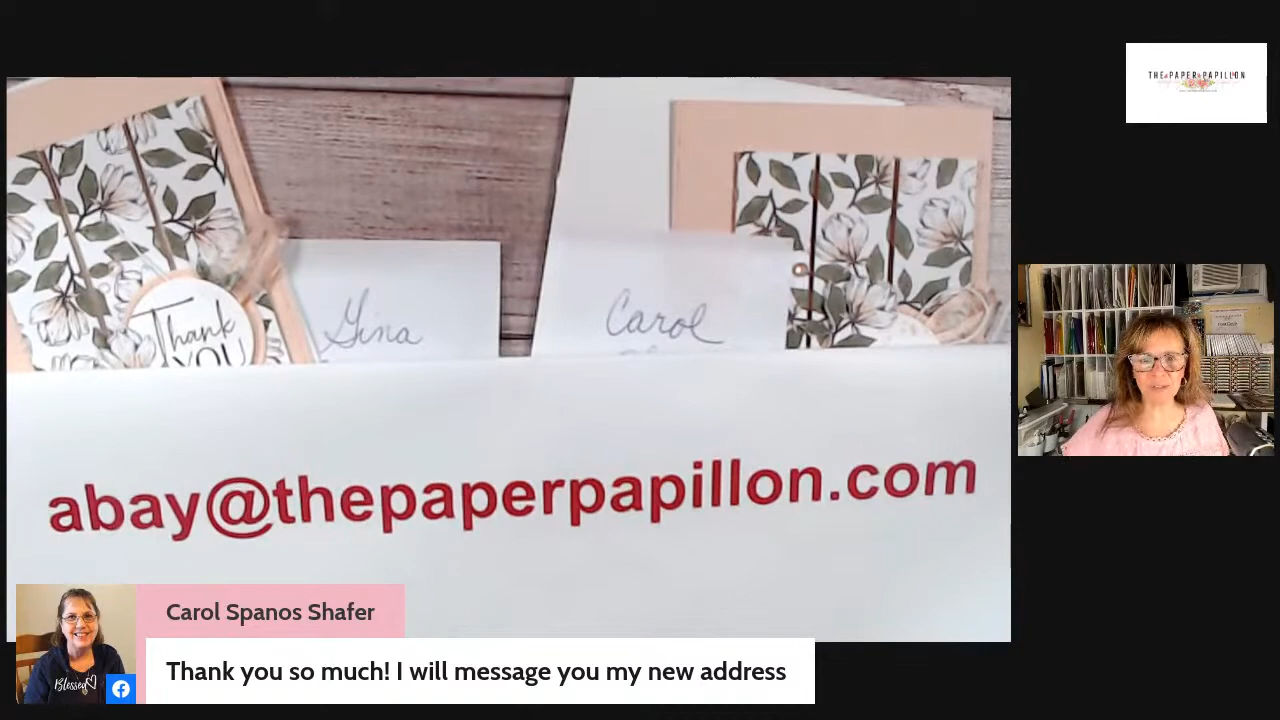 THE PAPER PAPILLON
Thank
YOU
Gina
Carol
abay@thepaperpapillon.com
Carol Spanos Shafer
Blessed
Thank you so much! I will message you my new address